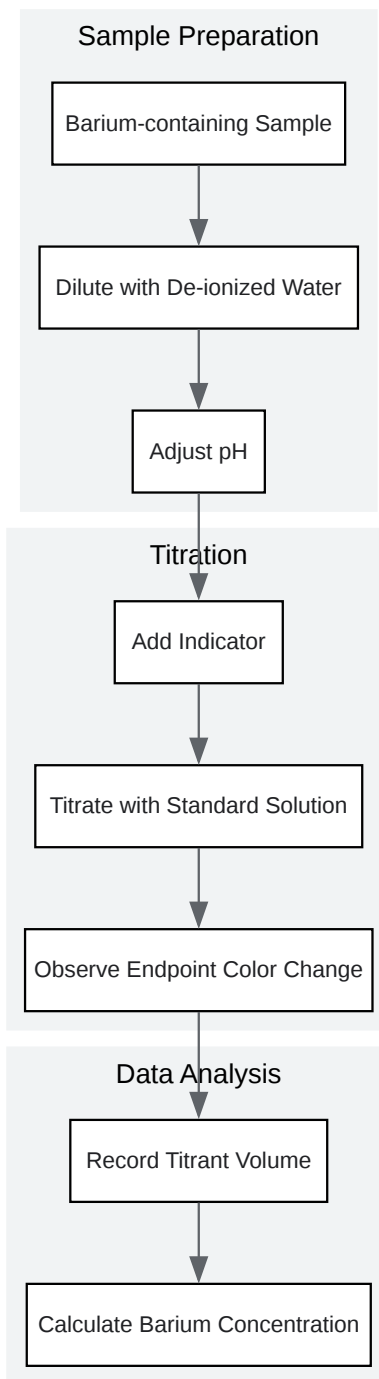 Sample Preparation
Barium-containing Sample
Dilute with De-ionized Water
Adjust pH
Titration
Add Indicator
Titrate with Standard Solution
Observe Endpoint Color Change
Data Analysis
Record Titrant Volume
Calculate Barium Concentration